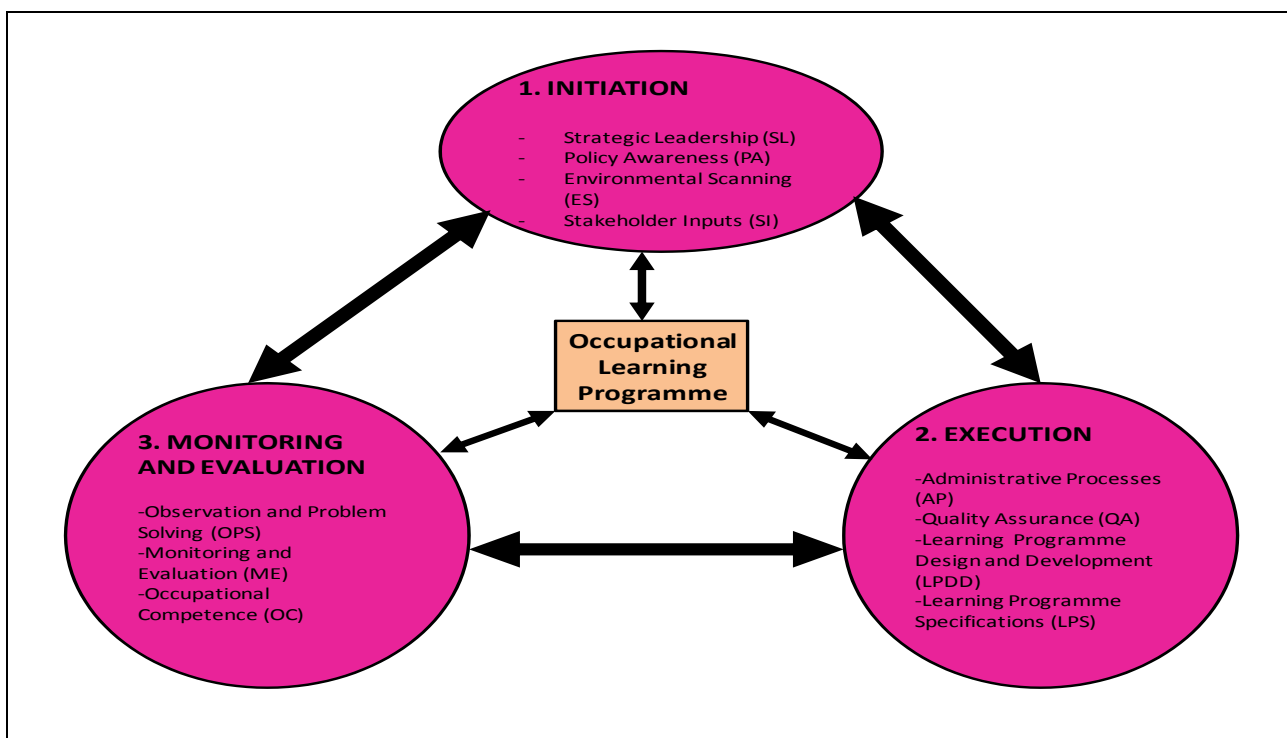 1. INITIATION
- Strategic Leadership (SL)
- Policy Awareness (PA)
- Environmental Scanning
(ES)
- Stakeholder Inputs (SI)
Occupational
Learning
Programme
2. EXECUTION
-Administrative Processes
(AP)
-Quality Assurance (QA)
-Learning Programme
Design and Development
(LPDD)
-Learning Programme
Specifications (LPS)
3. MONITORING
AND EVALUATION
-Observation and Problem
Solving (OPS)
-Monitoring and
Evaluation (ME)
-Occupational
Competence (OC)